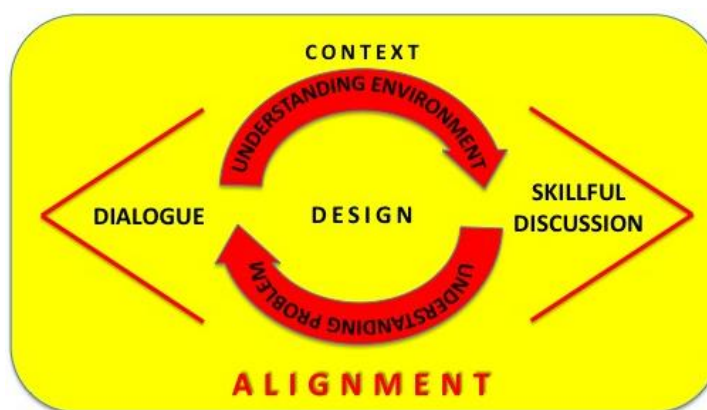 CONTEXT
UNDERSTANDING ENVIRONMENT
DIALOGUE
DESIGN
SKILLFUL
DISCUSSION
UNDERSTANDING PROBLEM
ALIGNMENT